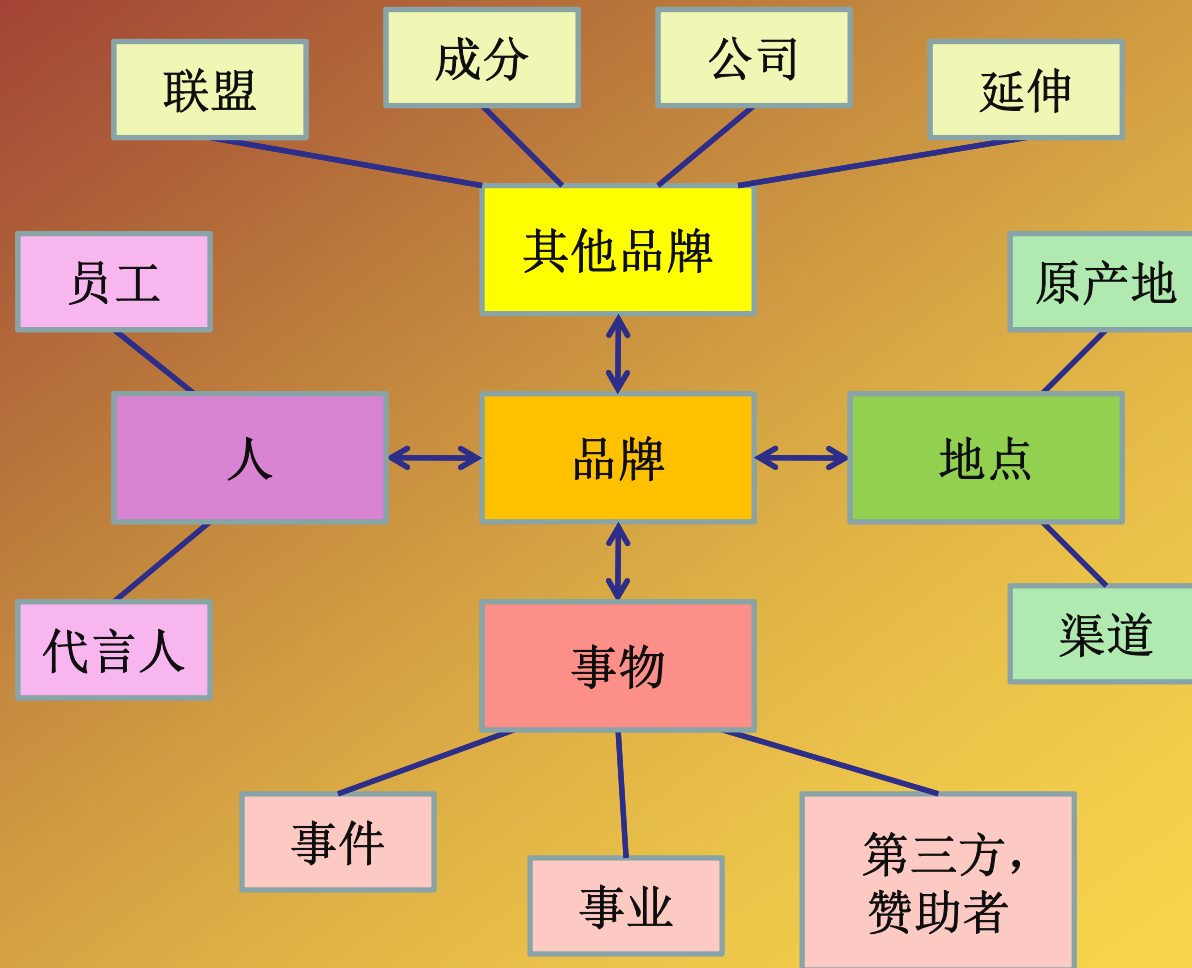 联盟
成分
公司
延伸
其他品牌
员工
原产地
人
品牌
地点
代言人
渠道
事物
事件
事业
第三方，
赞助者